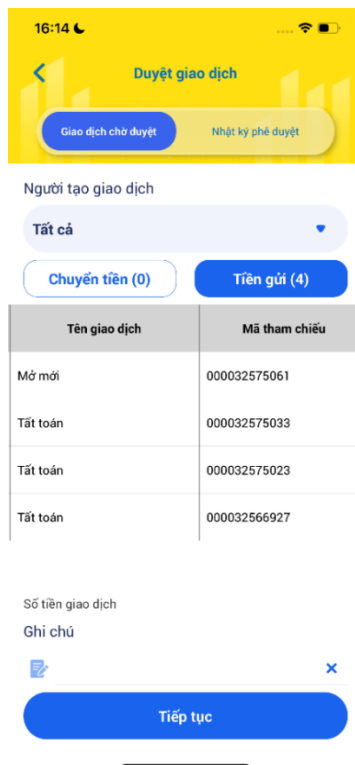 16:14
Duyệt giao dịch
Giao dịch chờ duyệt Nhật ký phê duyệt
Người tạo giao dịch
Tất cả
Chuyển tiền (0) Tiền gửi (4)
Tên giao dịch Mã tham chiếu
Mở mới 000032575061
Tất toán 000032575033
Tất toán 000032575023
Tất toán 000032566927
Số tiền giao dịch
Ghi chú
Tiếp tục